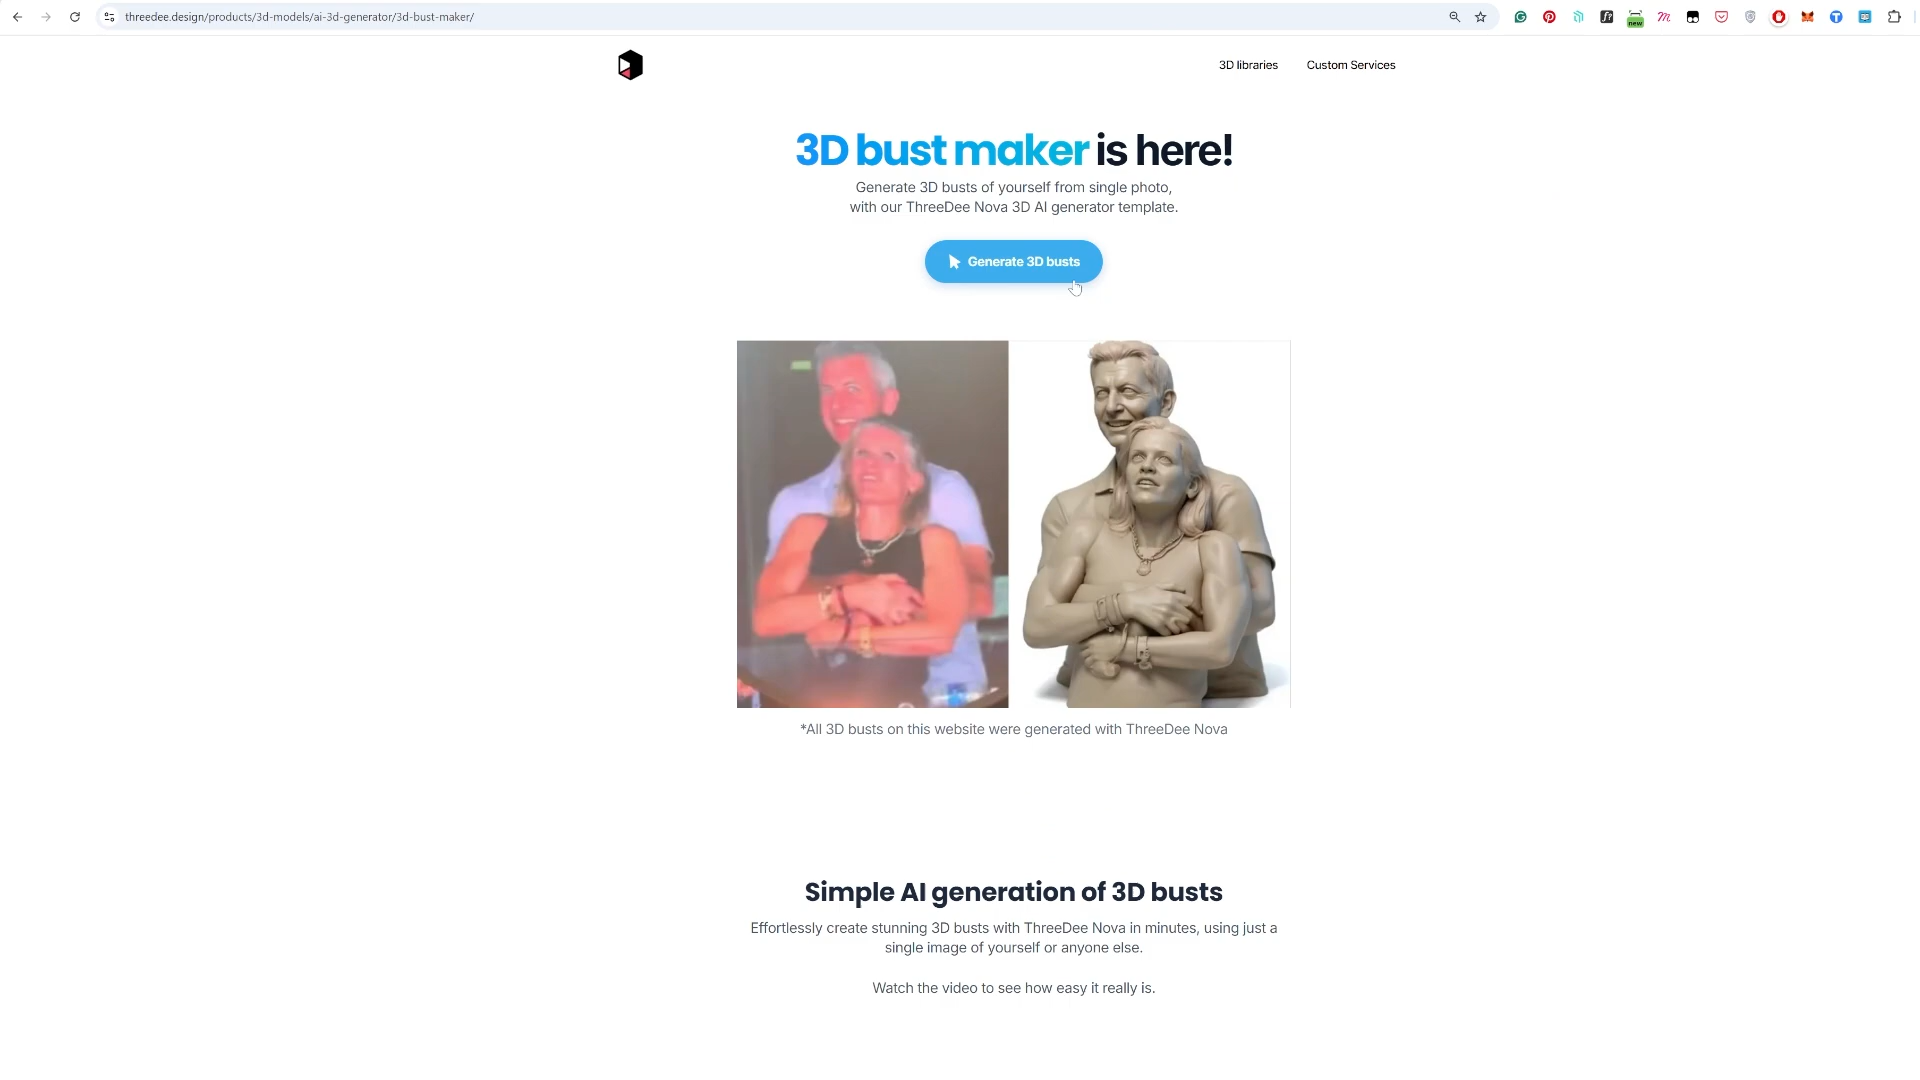 threedee.design/products/3d-models/ai-3d-generator/3d-bust-maker/
new
3D libraries
Custom Services
3D bust maker is here!
Generate 3D busts of yourself from single photo,
with our ThreeDee Nova 3D AI generator template.
Generate 3D busts
*All 3D busts on this website were generated with ThreeDee Nova
Simple AI generation of 3D busts
Effortlessly create stunning 3D busts with ThreeDee Nova in minutes, using just a
single image of yourself or anyone else.
Watch the video to see how easy it really is.